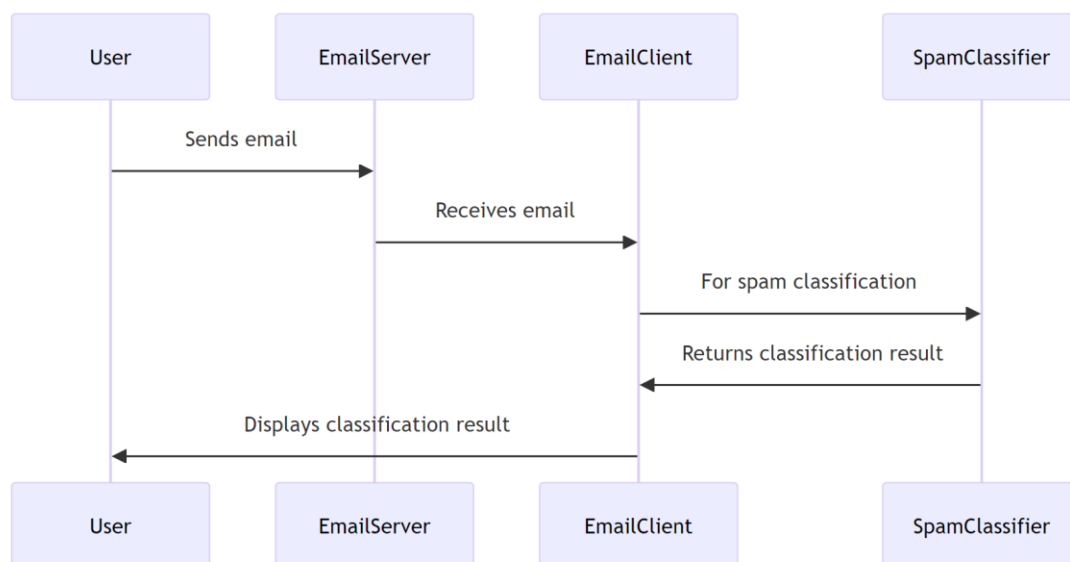 User
EmailServer
EmailClient
SpamClassifier
Sends email
Receives email
For spam classification
Returns classification result
Displays classification result
User
EmailServer
EmailClient
SpamClassifier